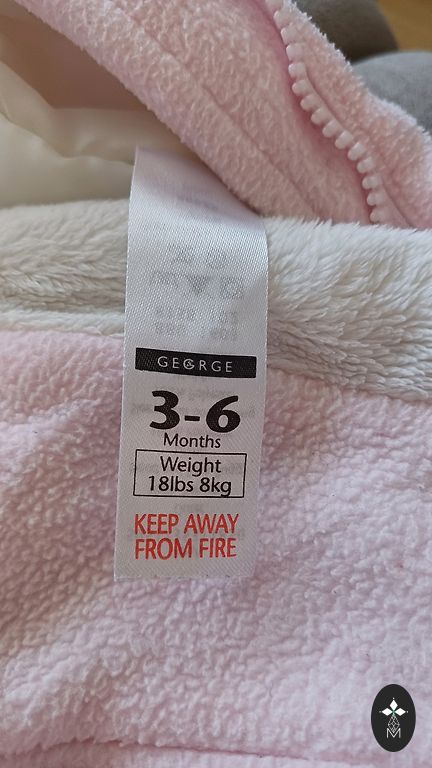 GEORGE
3-6
Months
Weight
18lbs 8kg
KEEP AWAY
FROM FIRE
M